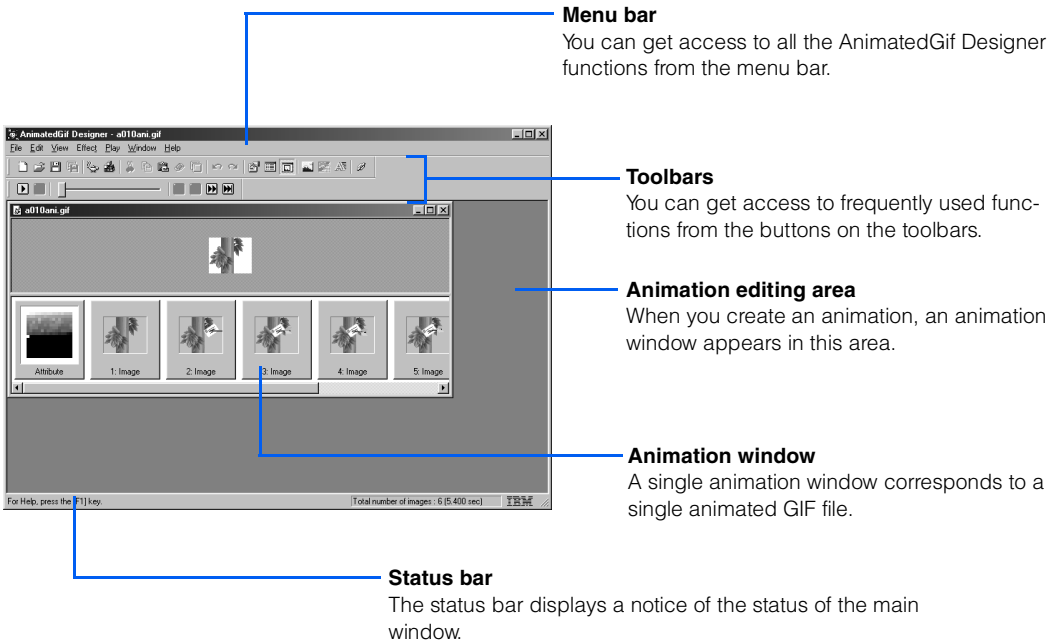 Menu bar
You can get access to all the AnimatedGif Designer
functions from the menu bar.
AnimatedGif Designer - a010ani.gif
File Edit View Effect Play Window Help
a010ani.gif
Attribute
1: Image
2: Image
3: Image
4: Image
5: Image
For Help, press the [F1] key.
Total number of images : 6 (5.400 sec)
IBM
Toolbars
You can get access to frequently used func-
tions from the buttons on the toolbars.
Animation editing area
When you create an animation, an animation
window appears in this area.
Animation window
A single animation window corresponds to a
single animated GIF file.
Status bar
The status bar displays a notice of the status of the main
window.